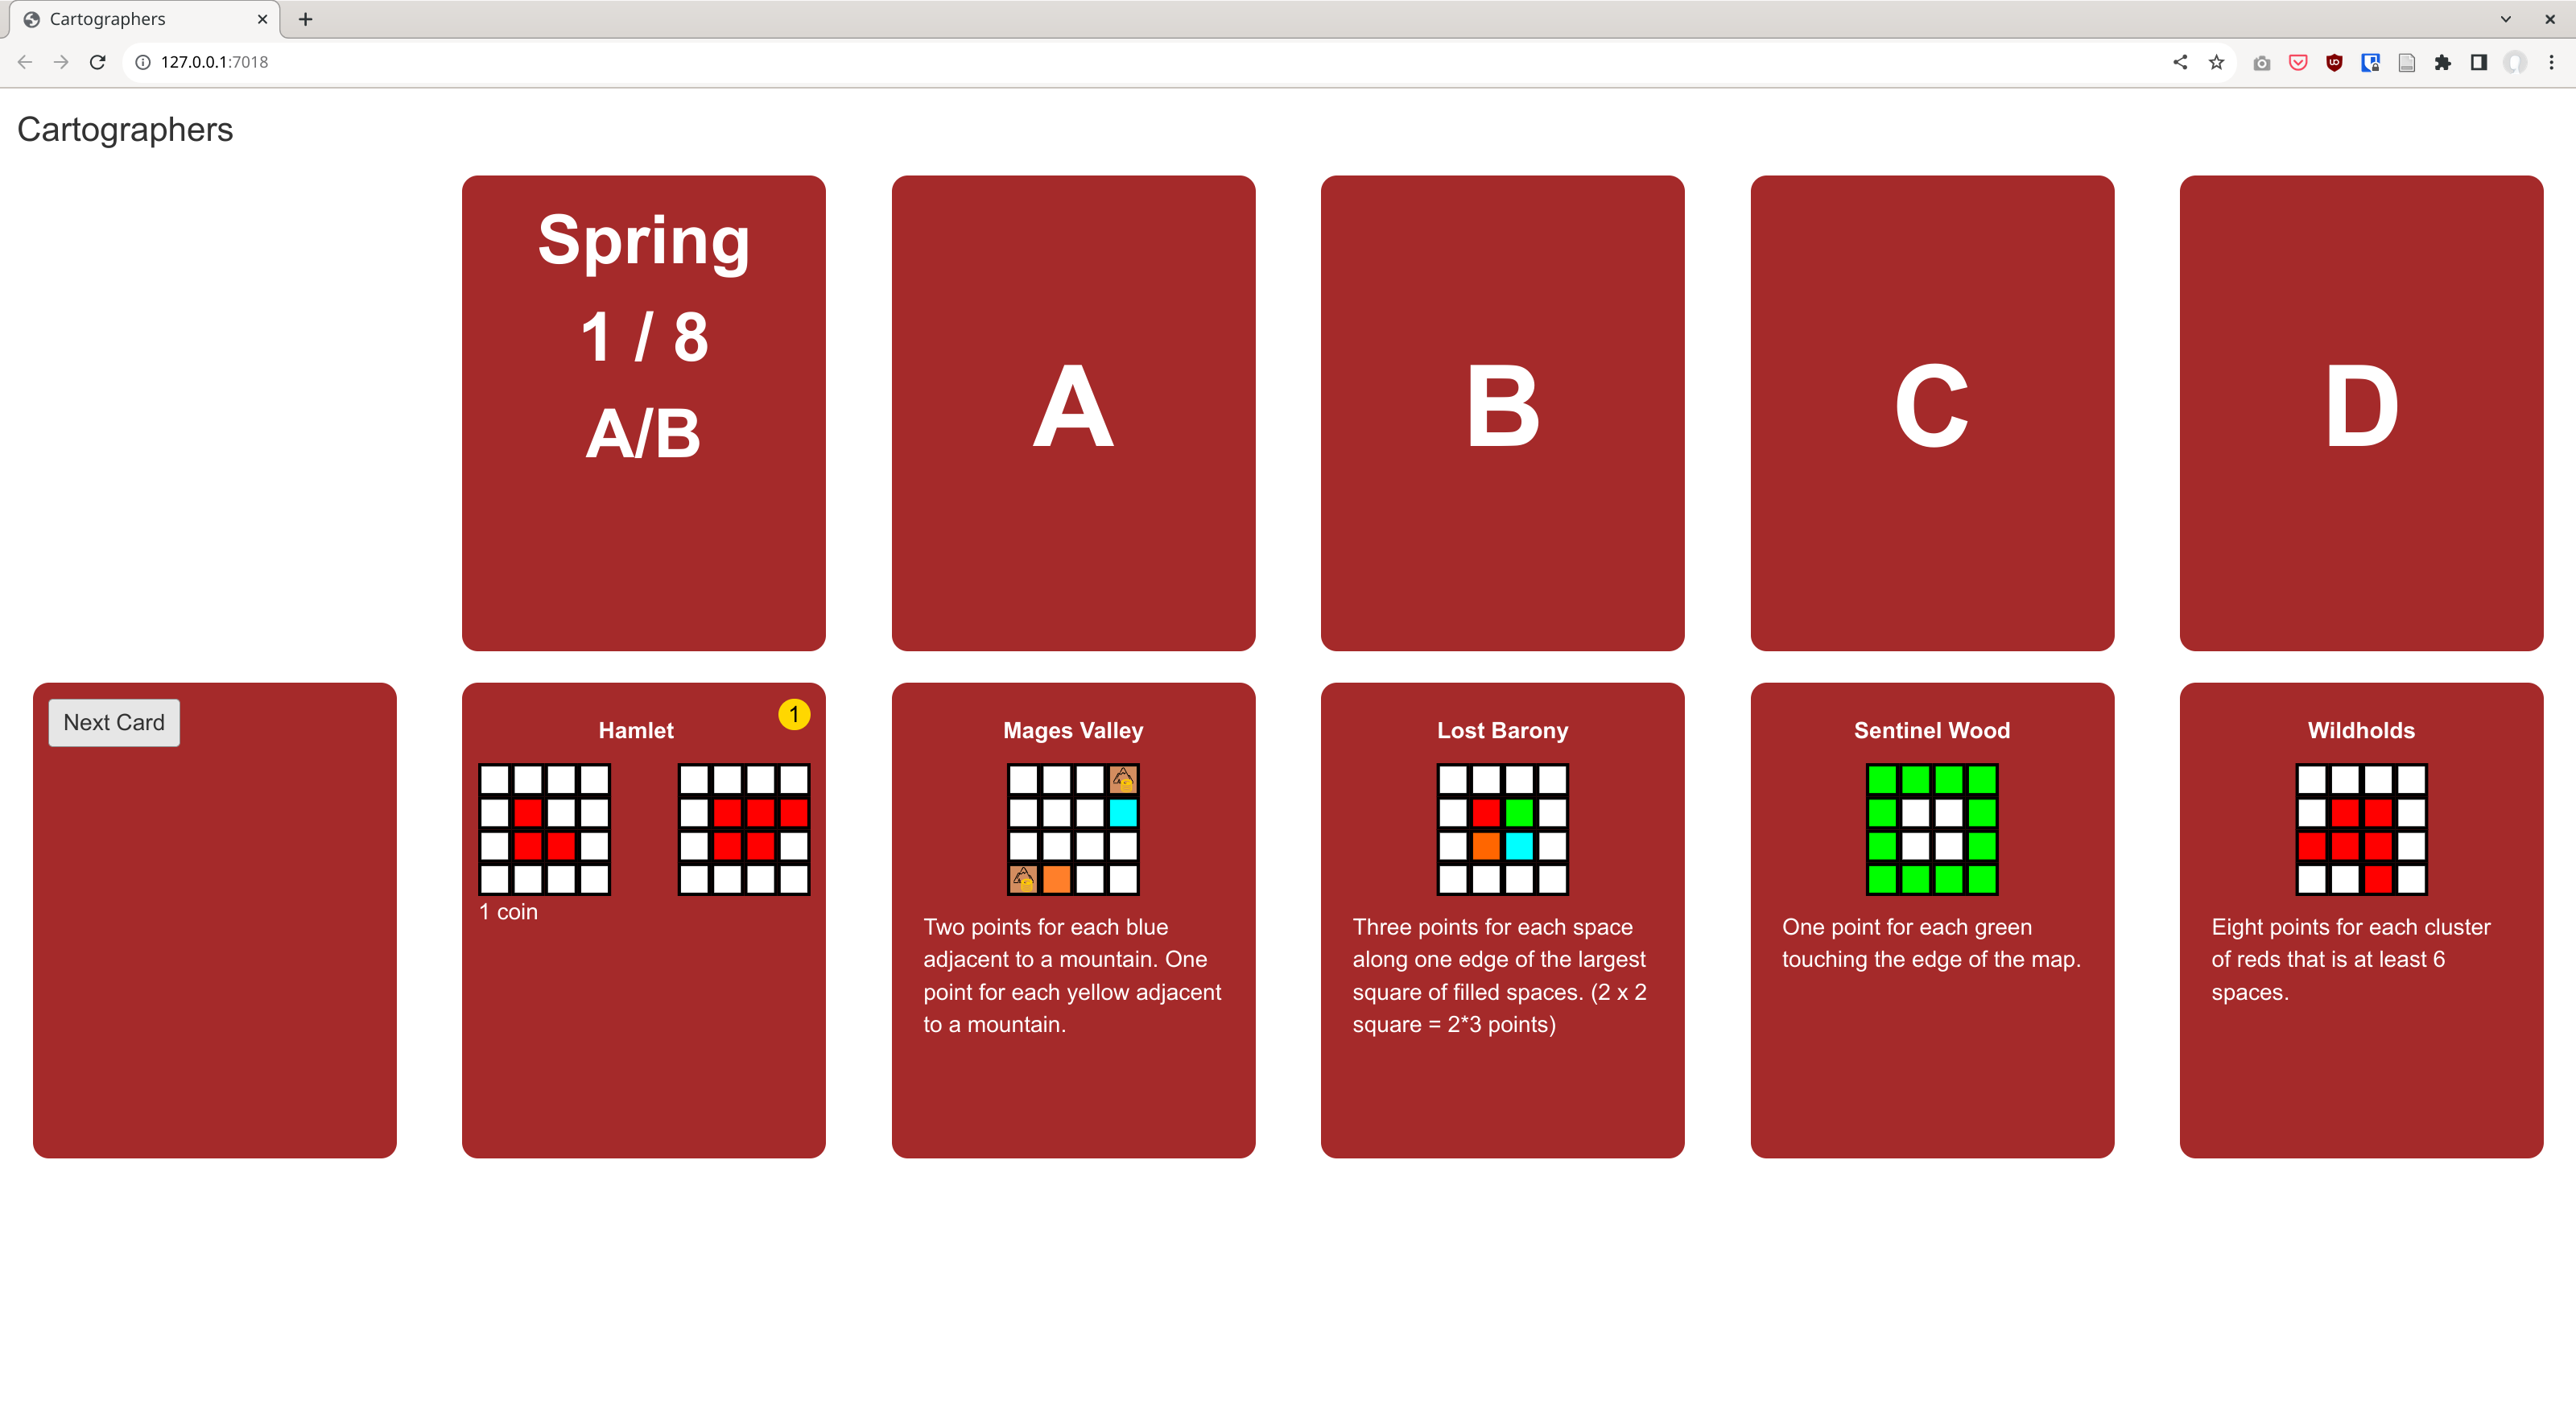 Cartographers
127.0.0.1:7018
Cartographers
Spring
1 / 8
A/B
A
B
C
D
Next Card
1
Hamlet
1 coin
Mages Valley
Two points for each blue
adjacent to a mountain. One
point for each yellow adjacent
to a mountain.
Lost Barony
Three points for each space
along one edge of the largest
square of filled spaces. (2 x 2
square = 2*3 points)
Sentinel Wood
One point for each green
touching the edge of the map.
Wildholds
Eight points for each cluster
of reds that is at least 6
spaces.